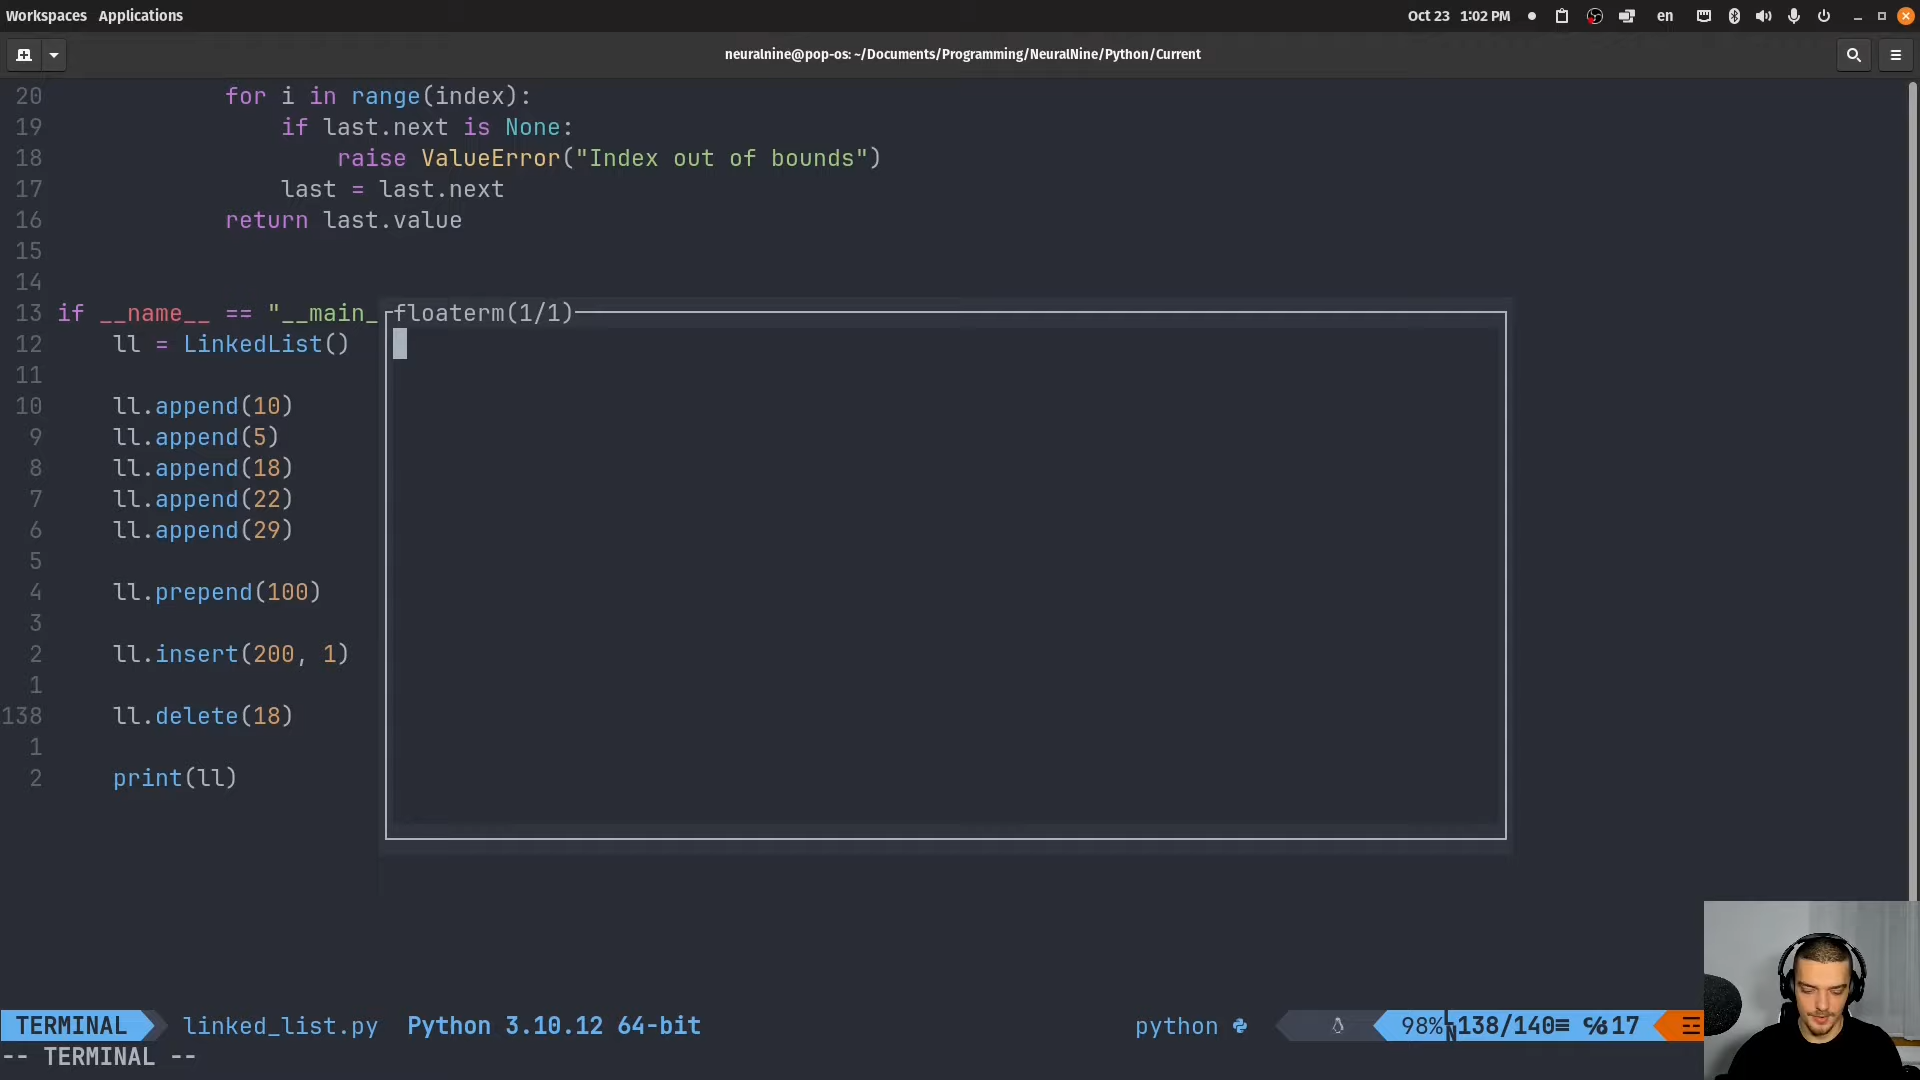 Workspaces Applications
Oct 23 1:02 PM
en
neuralnine@pop-os: ~/Documents/Programming/NeuralNine/Python/Current
20 for i in range(index):
19 if last.next is None:
18 raise ValueError("Index out of bounds")
17 last = last.next
16 return last.value
15
14
13 if __name__ == "__main_
floaterm(1/1)
12 ll = LinkedList()
11
10 ll.append(10)
9 ll.append(5)
8 ll.append(18)
7 ll.append(22)
6 ll.append(29)
5
4 ll.prepend(100)
3
2 ll.insert(200, 1)
1
138 ll.delete(18)
1
2 print(ll)
TERMINAL linked_list.py Python 3.10.12 64-bit python 98% 138/140≡ ℅17
-- TERMINAL --